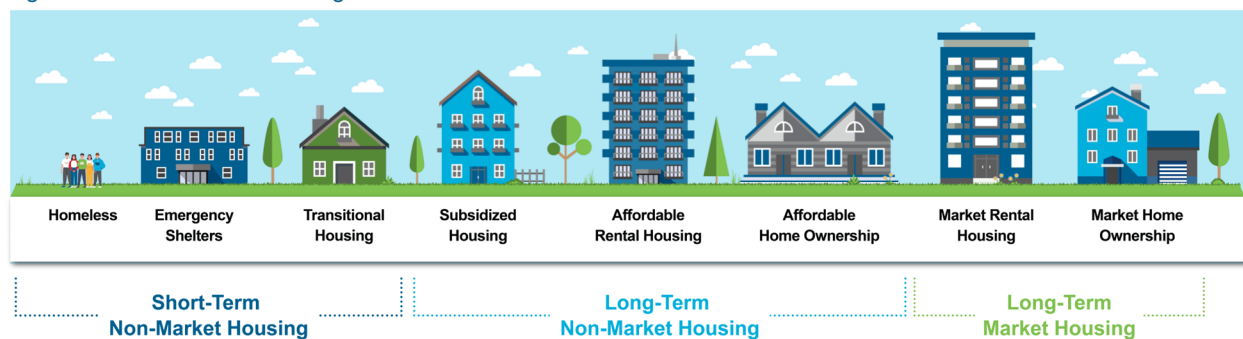 Homeless
Emergency
Shelters
Transitional
Housing
Subsidized
Housing
Affordable
Rental Housing
Affordable
Home Ownership
Market Rental
Housing
Market Home
Ownership
Short-Term
Non-Market Housing
Long-Term
Non-Market Housing
Long-Term
Market Housing